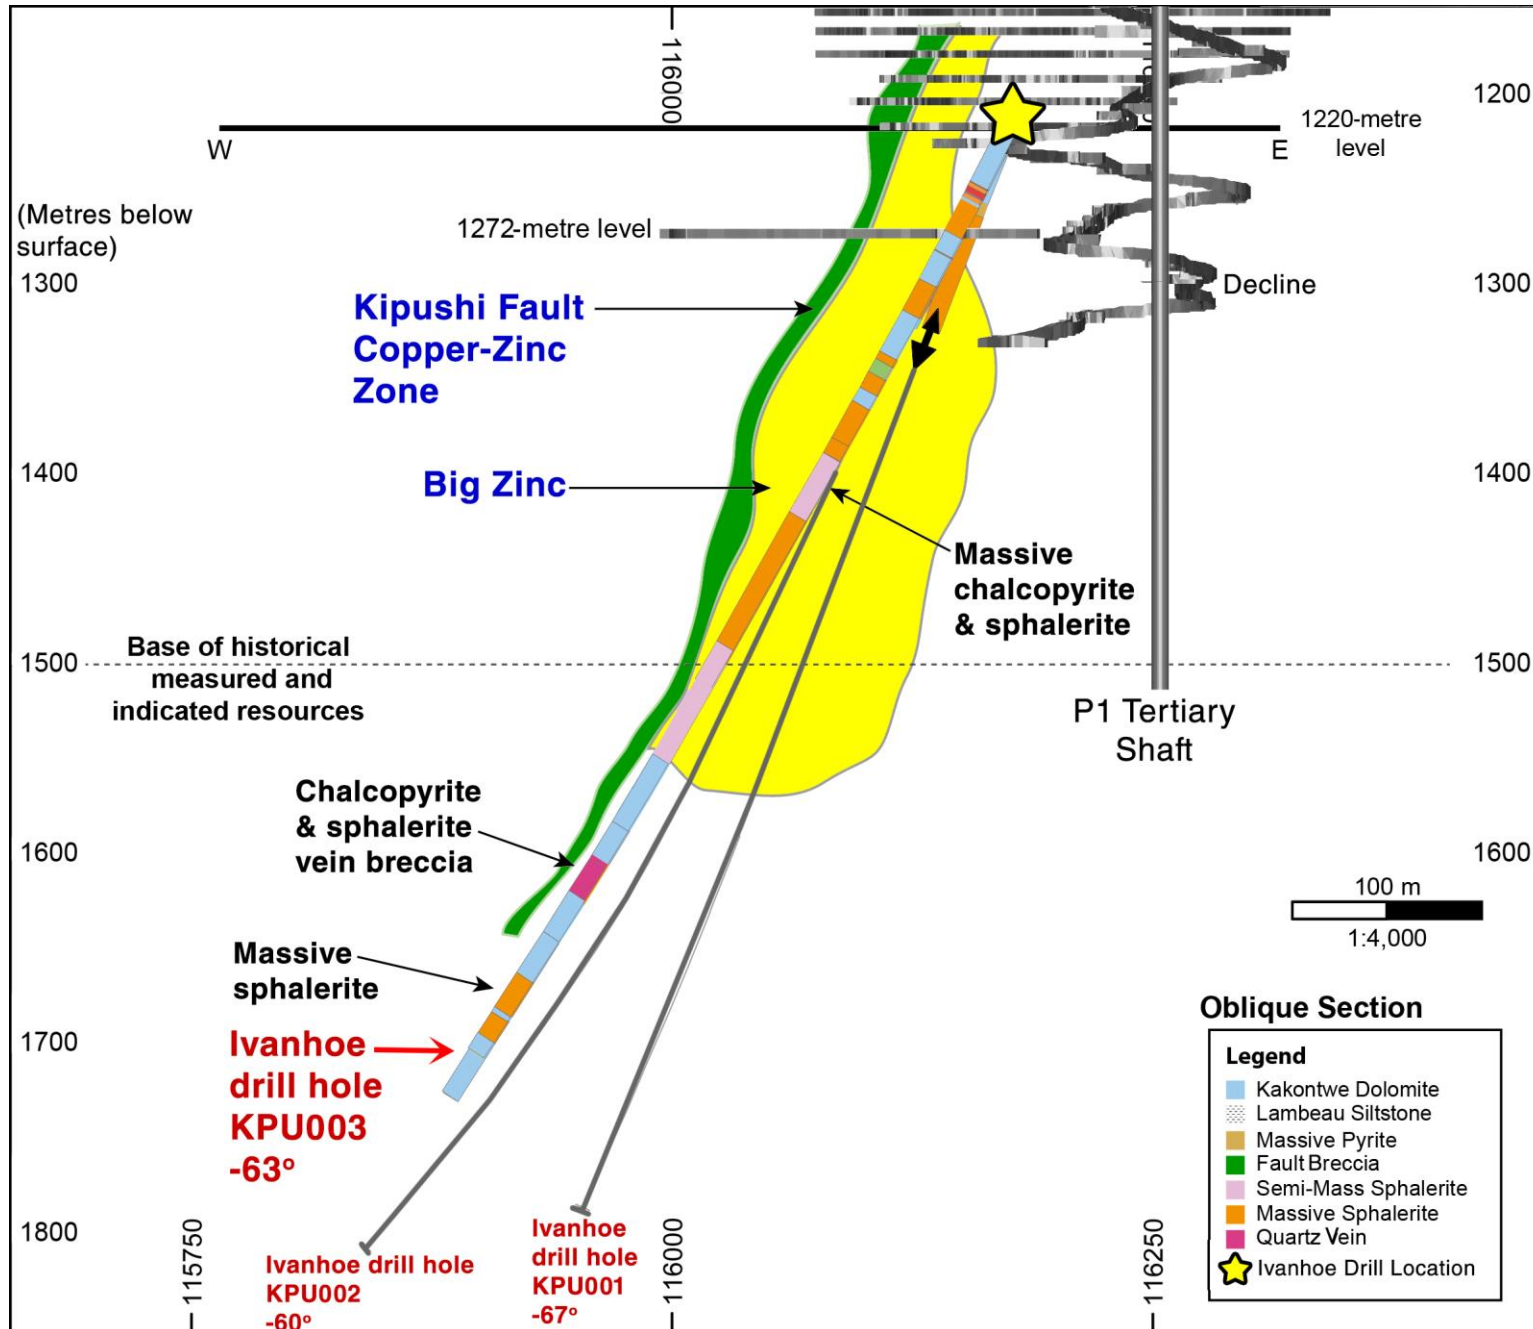 116000
1200
1220-metre
level
W
E
(Metres below
surface)
1272-metre level
1300
1300
Decline
Kipushi Fault
Copper-Zinc
Zone
1400
1400
Big Zinc
Massive
chalcopyrite
& sphalerite
Base of historical
measured and
indicated resources
1500
1500
P1 Tertiary
Shaft
Chalcopyrite
& sphalerite
vein breccia
1600
1600
100 m
1:4,000
Massive
sphalerite
1700
Ivanhoe
drill hole
KPU003
-63º
Oblique Section
Legend
Kakontwe Dolomite
Lambeau Siltstone
Massive Pyrite
Fault Breccia
Semi-Mass Sphalerite
Massive Sphalerite
Quartz Vein
Ivanhoe Drill Location
1800
115750
Ivanhoe drill hole
KPU002
-60º
Ivanhoe
drill hole
KPU001
-67º
116000
116250